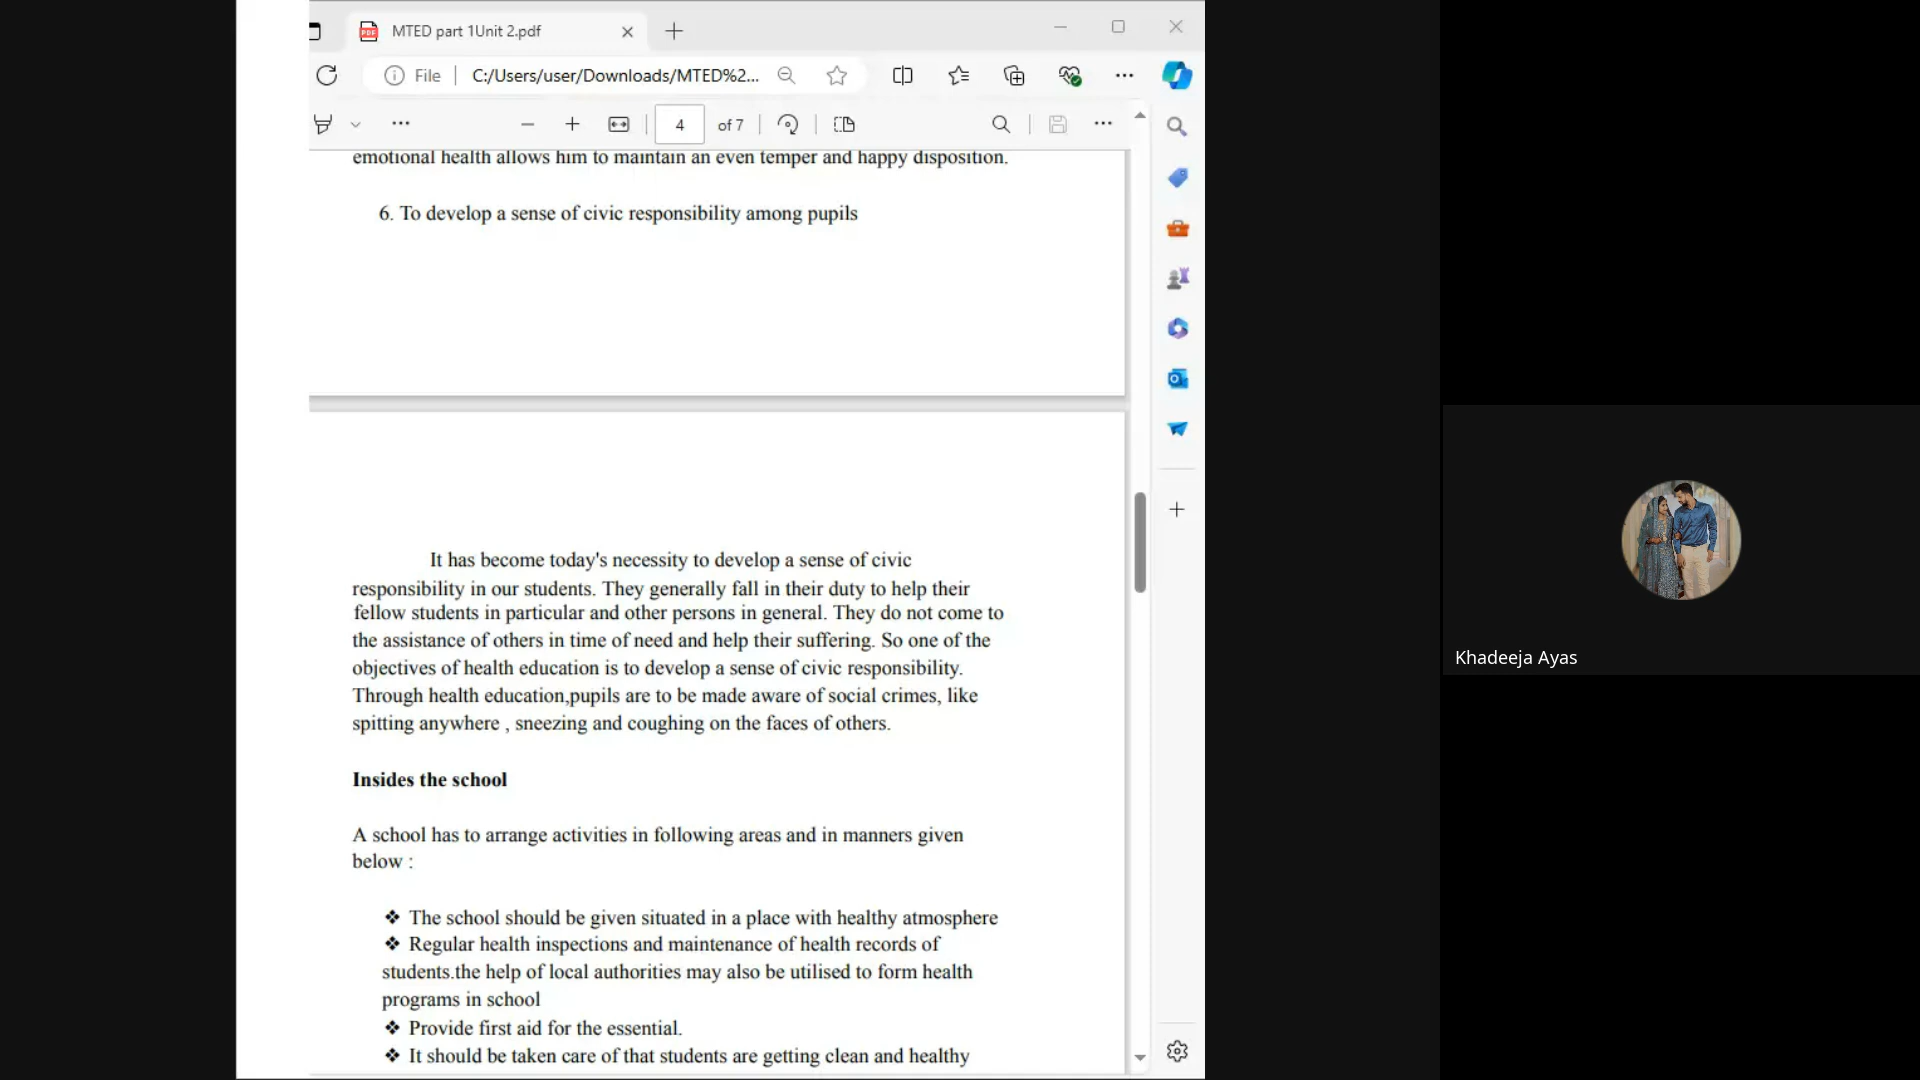 MTED part 1Unit 2.pdf
File
C:/Users/user/Downloads/MTED%2...
4 of 7
emotional health allows him to maintain an even temper and happy disposition.
6. To develop a sense of civic responsibility among pupils
It has become today's necessity to develop a sense of civic
responsibility in our students. They generally fall in their duty to help their
fellow students in particular and other persons in general. They do not come to
the assistance of others in time of need and help their suffering. So one of the
objectives of health education is to develop a sense of civic responsibility.
Through health education,pupils are to be made aware of social crimes, like
spitting anywhere , sneezing and coughing on the faces of others.
Insides the school
A school has to arrange activities in following areas and in manners given
below :
❖ The school should be given situated in a place with healthy atmosphere
❖ Regular health inspections and maintenance of health records of
students.the help of local authorities may also be utilised to form health
programs in school
❖ Provide first aid for the essential.
❖ It should be taken care of that students are getting clean and healthy
Khadeeja Ayas